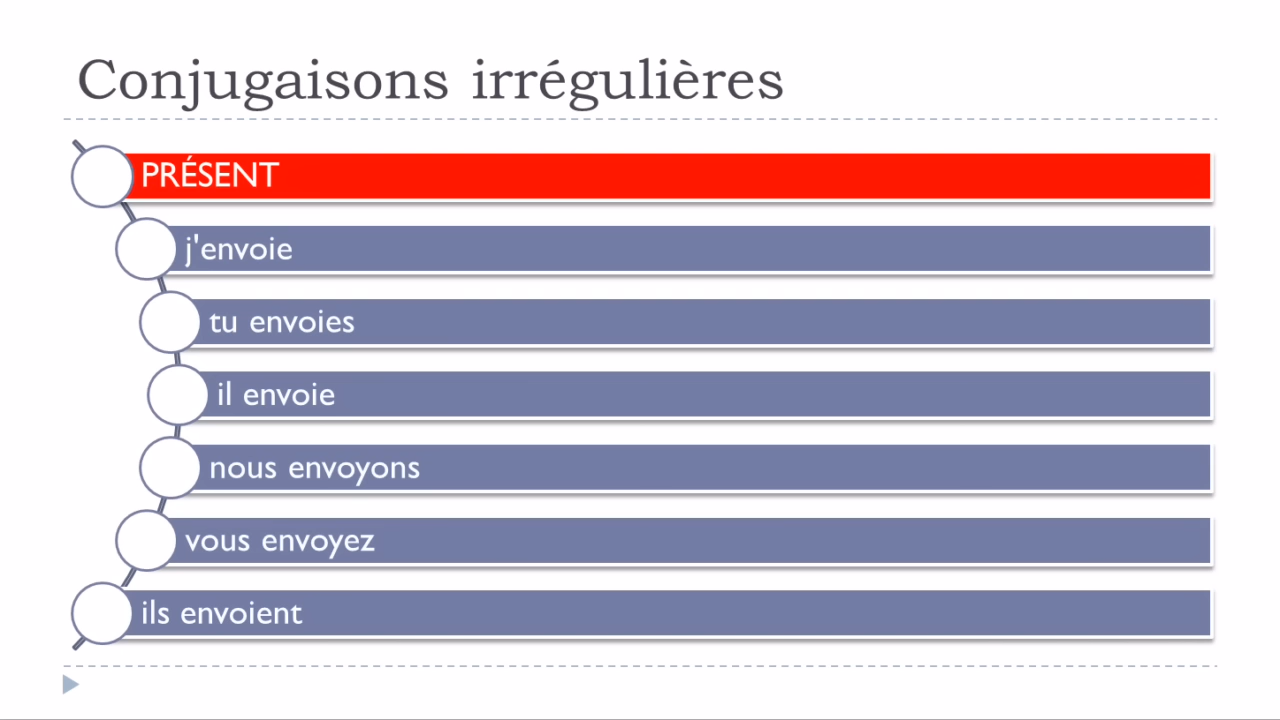 Conjugaisons irrégulières
PRÉSENT
j'envoie
tu envoies
il envoie
nous envoyons
vous envoyez
ils envoient